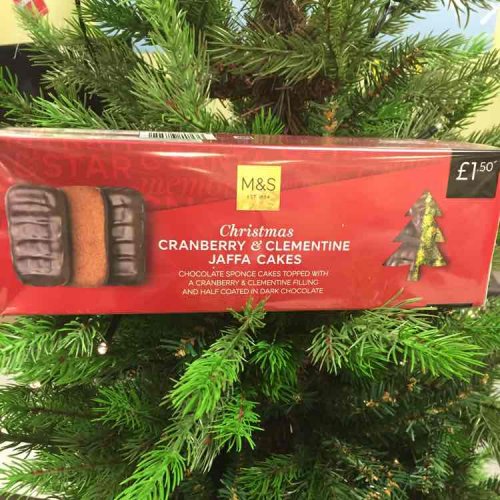 £1.50
M&S
EST. 1884
Christmas
CRANBERRY & CLEMENTINE
JAFFA CAKES
CHOCOLATE SPONGE CAKES TOPPED WITH
A CRANBERRY & CLEMENTINE FILLING
AND HALF COATED IN DARK CHOCOLATE